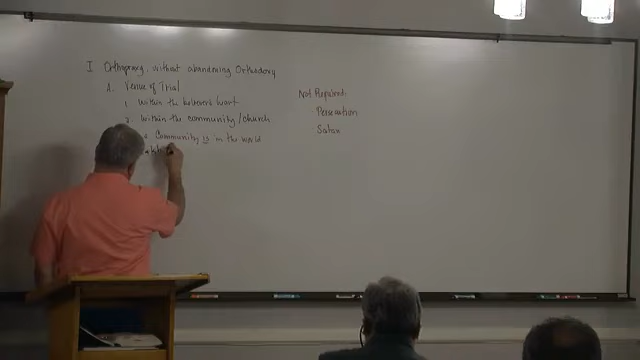 I. Orthopraxy without abandoning Orthodoxy
A. Venue of Trial
1. Within the believer's heart
2. Within the community/church
Community is in the world
Not Required:
Persecution
Satan